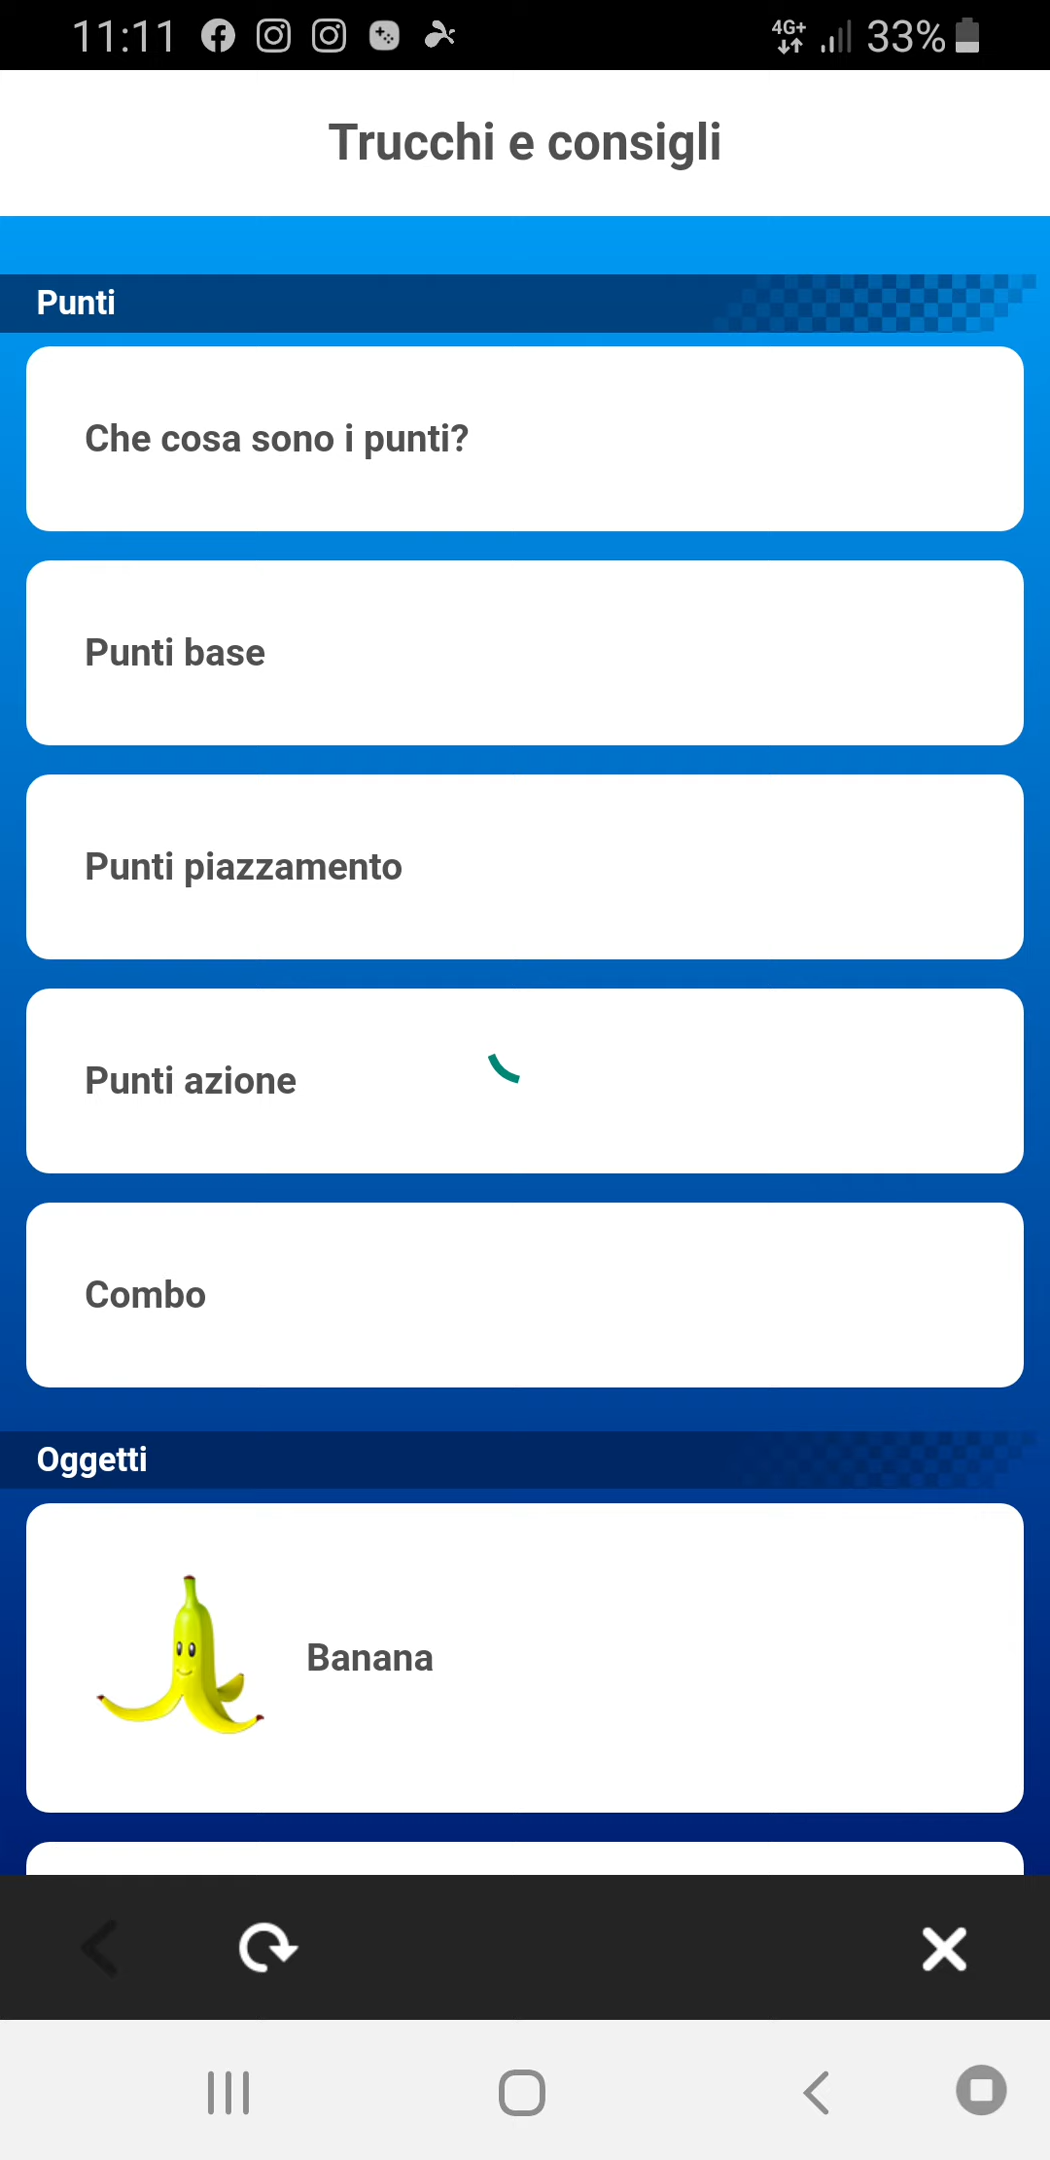 11:11 4G+ 33%
Trucchi e consigli
Punti
Che cosa sono i punti?
Punti base
Punti piazzamento
Punti azione
Combo
Oggetti
Banana